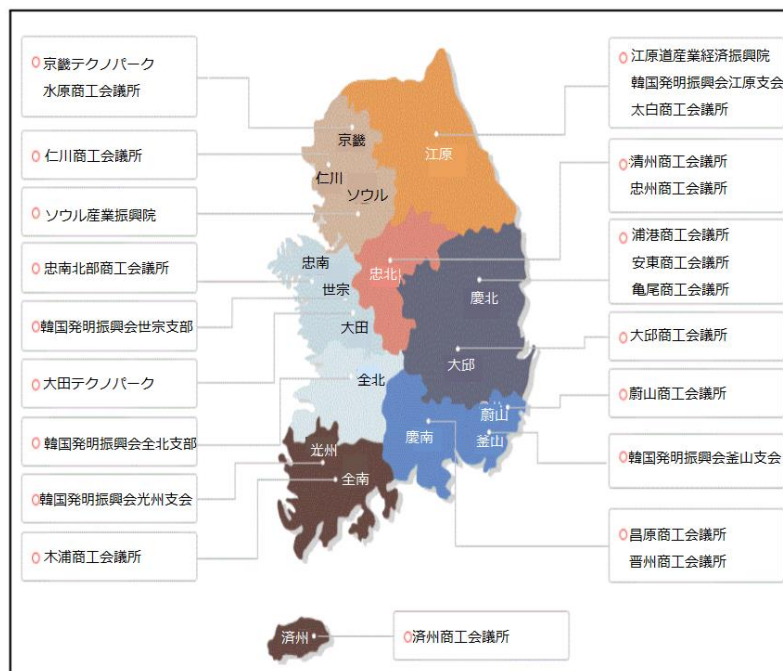 京畿テクノパーク
水原商工会議所
仁川商工会議所
ソウル産業振興院
忠南北部商工会議所
韓国発明振興会世宗支部
大田テクノパーク
韓国発明振興会全北支部
韓国発明振興会光州支会
木浦商工会議所
京畿
仁川
ソウル
江原
忠南
世宗
大田
忠北
慶北
大邱
全北
慶南
蔚山
釜山
光州
全南
済州
江原道産業経済振興院
韓国発明振興会江原支会
太白商工会議所
清州商工会議所
忠州商工会議所
浦港商工会議所
安東商工会議所
亀尾商工会議所
大邱商工会議所
蔚山商工会議所
韓国発明振興会釜山支会
昌原商工会議所
晋州商工会議所
済州商工会議所